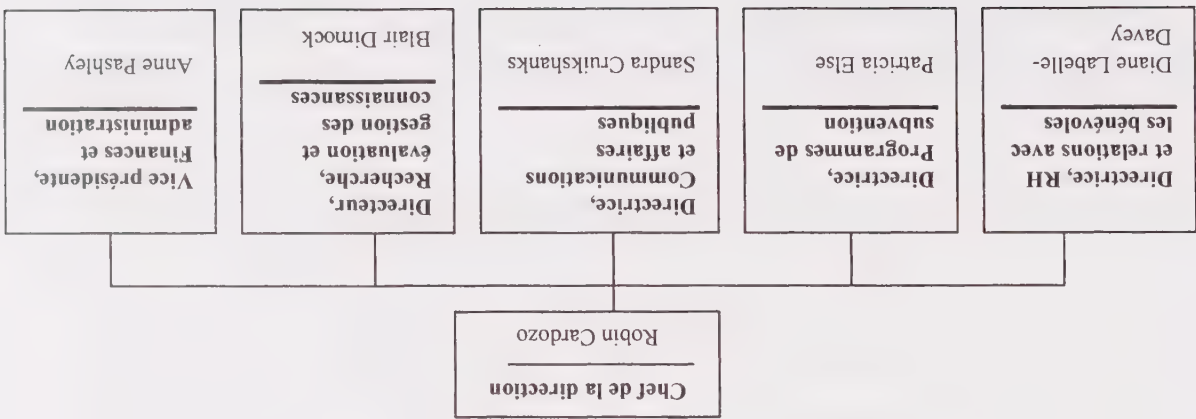 Chef de la direction
Robin Cardozo
Directrice, RH
et relations avec
les bénévoles
Diane Labelle-
Davey
Directrice,
Programmes de
subvention
Patricia Else
Directrice,
Communications
et affaires
publiques
Sandra Cruikshanks
Directeur,
Recherche,
évaluation et
gestion des
connaissances
Blair Dimock
Vice présidente,
Finances et
administration
Anne Pashley